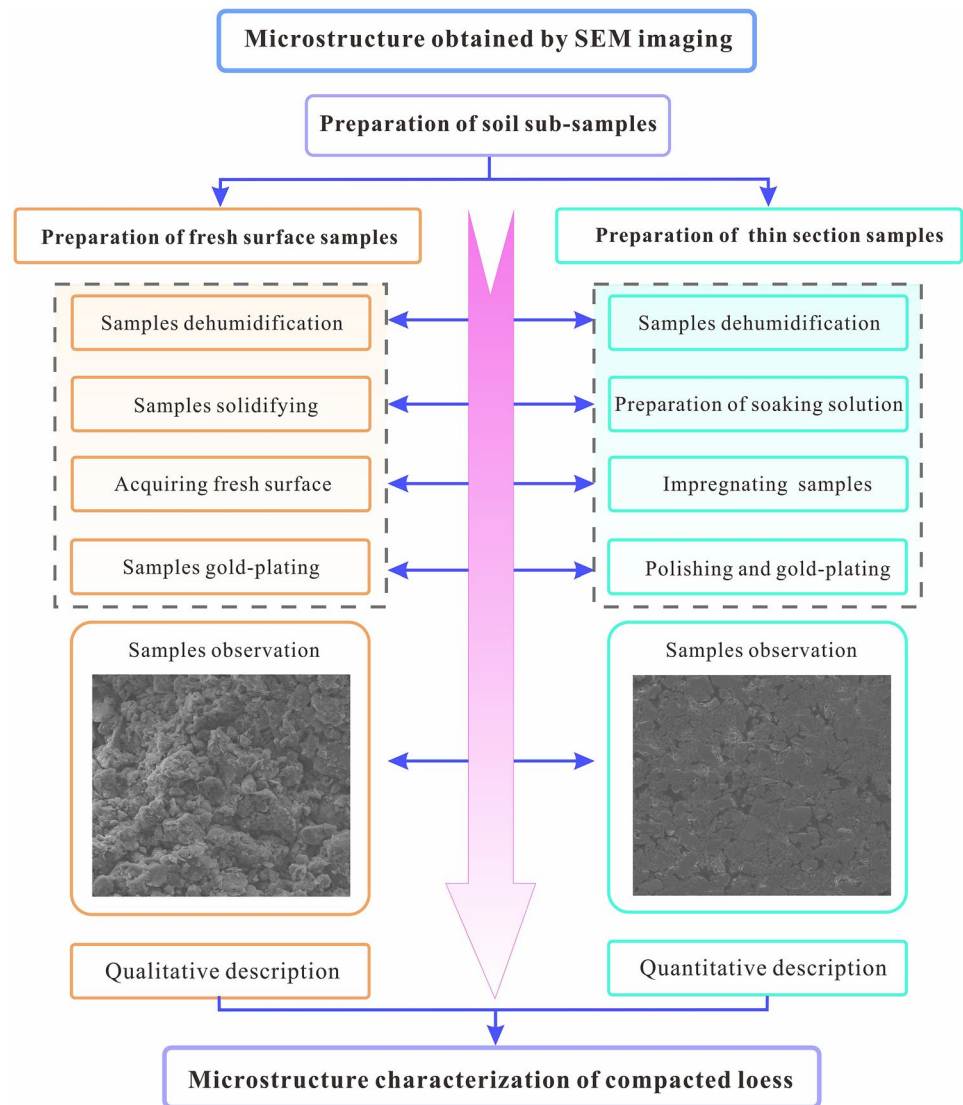 Microstructure obtained by SEM imaging
Preparation of soil sub-samples
Preparation of fresh surface samples
Preparation of thin section samples
Samples dehumidification
Samples dehumidification
Samples solidifying
Preparation of soaking solution
Acquiring fresh surface
Impregnating samples
Samples gold-plating
Polishing and gold-plating
Samples observation
Samples observation
Qualitative description
Quantitative description
Microstructure characterization of compacted loess